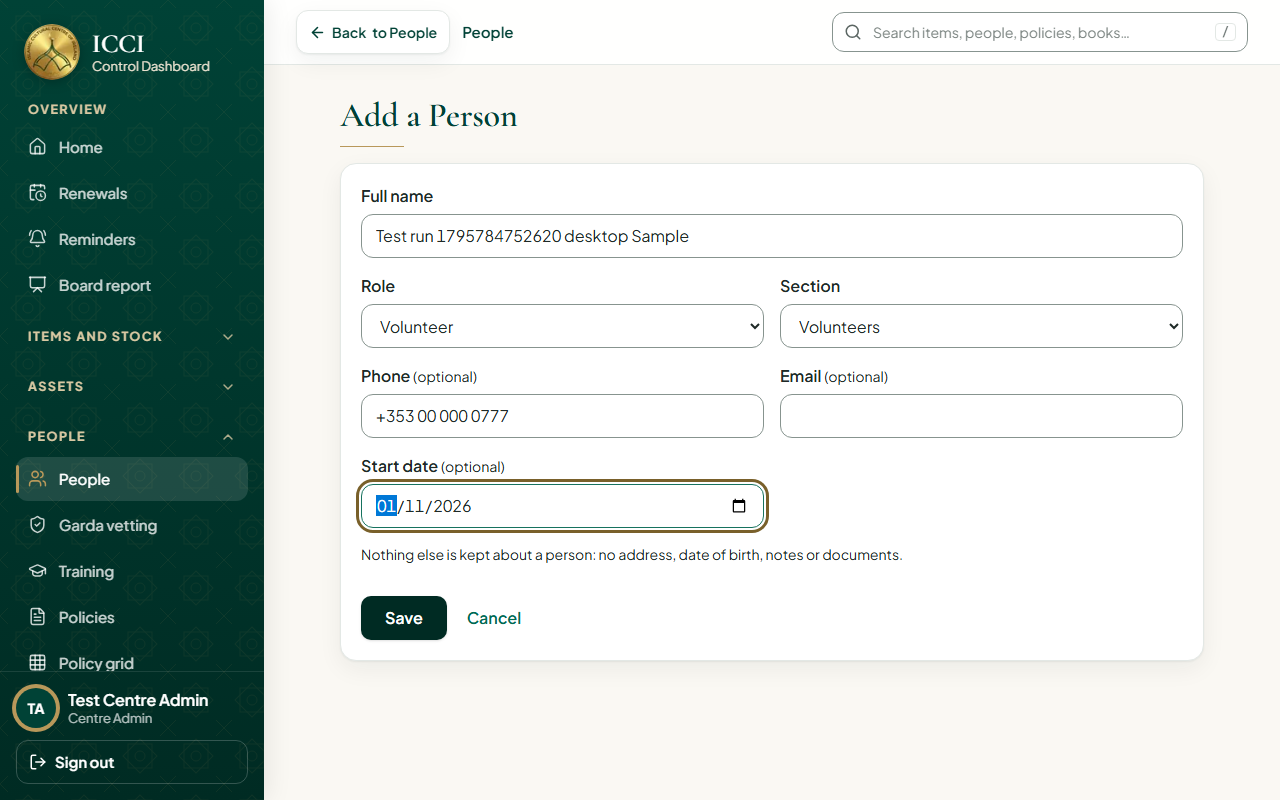 ICCI
Control Dashboard
OVERVIEW
Home
Renewals
Reminders
Board report
ITEMS AND STOCK
ASSETS
PEOPLE
People
Garda vetting
Training
Policies
Policy grid
TA
Test Centre Admin
Centre Admin
Sign out
Back to People
People
Search items, people, policies, books…
/
Add a Person
Full name
Test run 1795784752620 desktop Sample
Role
Section
Volunteer
Volunteers
Phone (optional)
Email (optional)
+353 00 000 0777
Start date (optional)
01/11/2026
Nothing else is kept about a person: no address, date of birth, notes or documents.
Save
Cancel